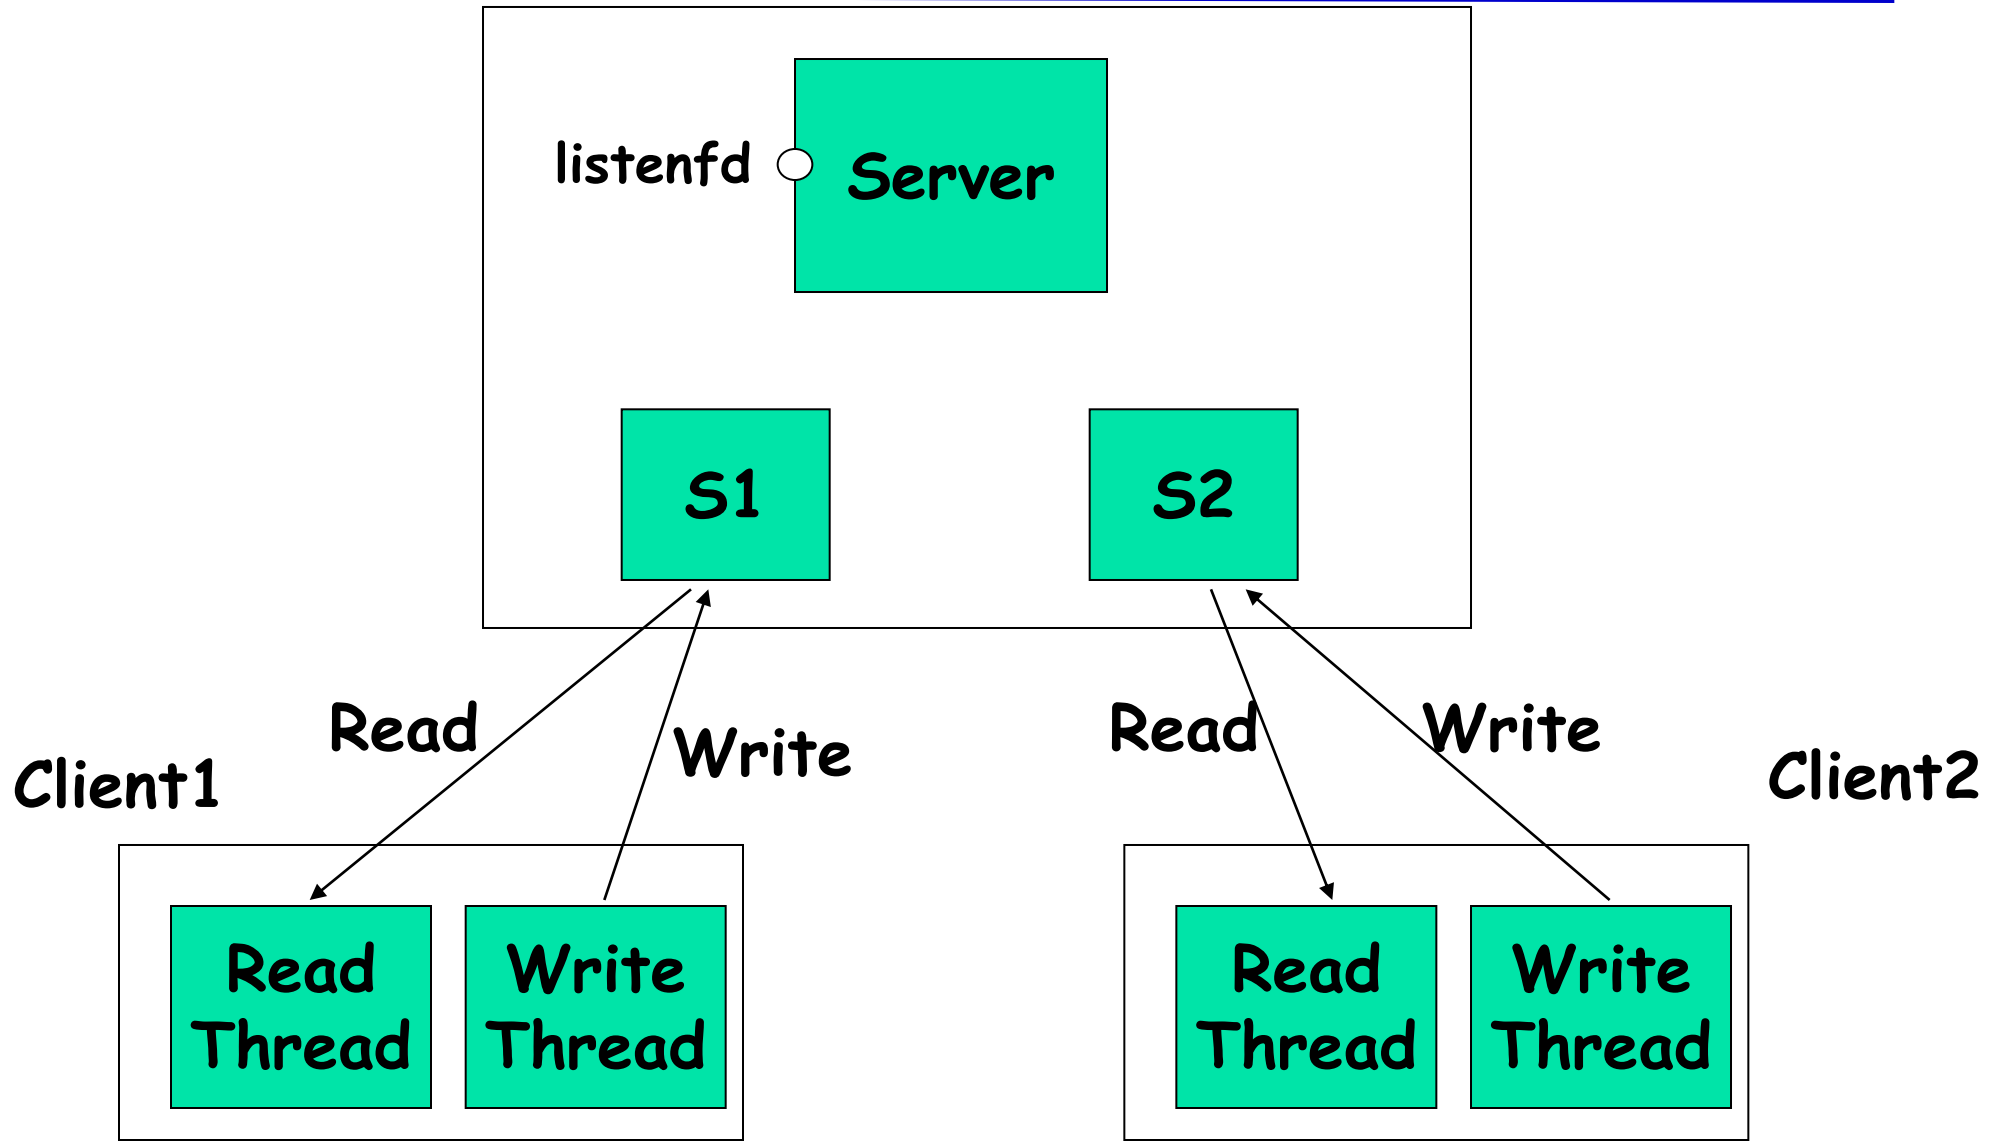 listenfd
Server
S1
S2
Read
Write
Read
Write
Client1
Client2
Read
Thread
Write
Thread
Read
Thread
Write
Thread